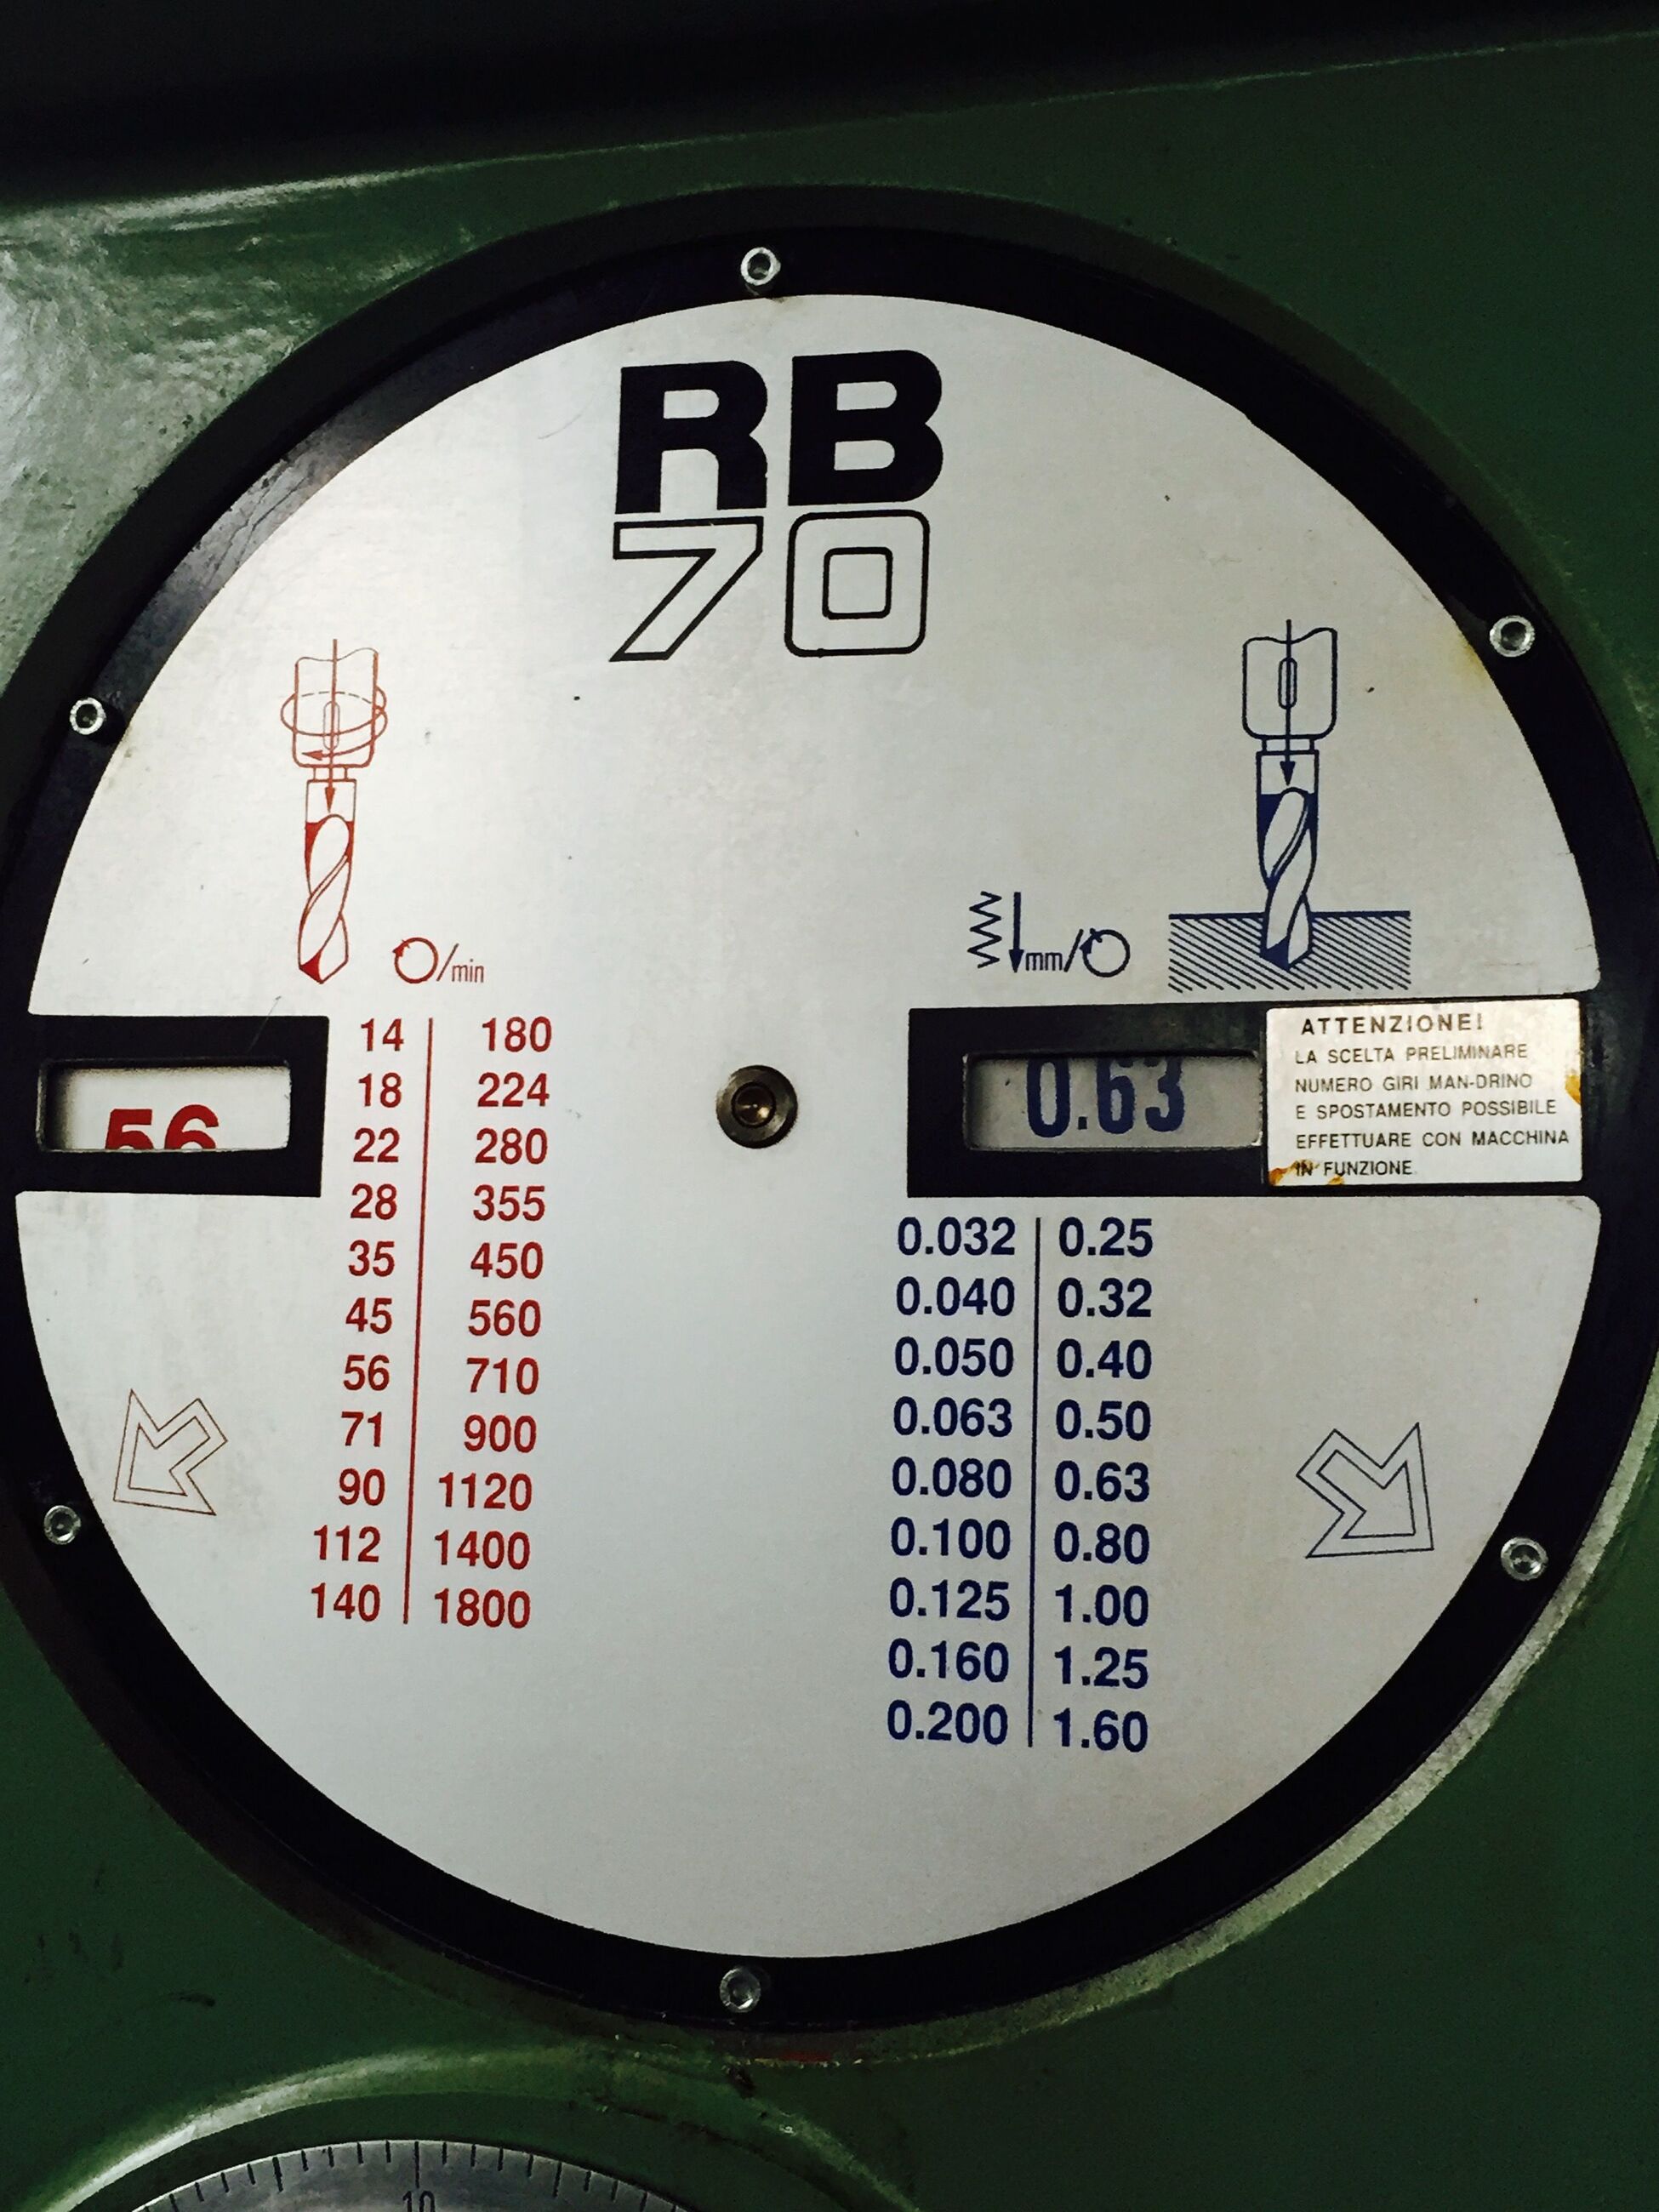 RB
70
/min
mm/
14 180
18 224
22 280
28 355
35 450
45 560
56 710
71 900
90 1120
112 1400
140 1800
56
0.63
ATTENZIONE!
LA SCELTA PRELIMINARE
NUMERO GIRI MAN-DRINO
E SPOSTAMENTO POSSIBILE
EFFETTUARE CON MACCHINA
IN FUNZIONE
0.032 0.25
0.040 0.32
0.050 0.40
0.063 0.50
0.080 0.63
0.100 0.80
0.125 1.00
0.160 1.25
0.200 1.60
10